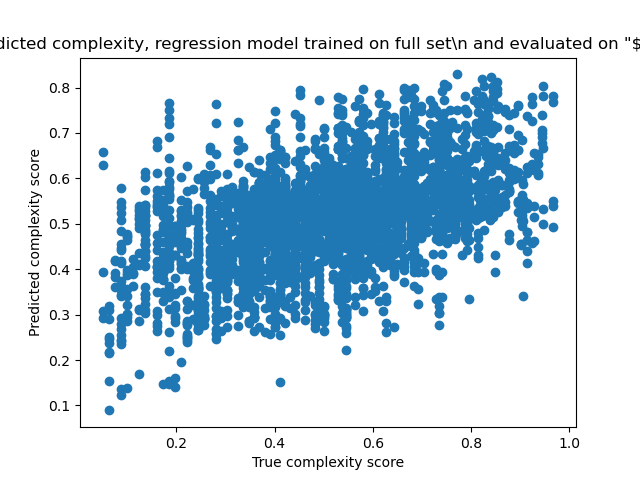 dicted complexity, regression model trained on full set\n and evaluated on "$
0.8
0.7
0.6
0.5
0.4
0.3
0.2
0.1
Predicted complexity score
0.2 0.4 0.6 0.8 1.0
True complexity score